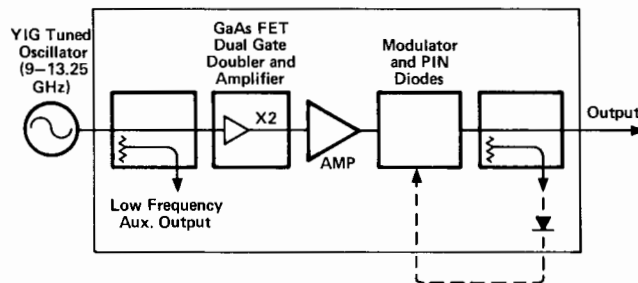 YIG Tuned
Oscillator
(9–13.25
GHz)
GaAs FET
Dual Gate
Doubler and
Amplifier
Modulator
and PIN
Diodes
X2
AMP
Output
Low Frequency
Aux. Output